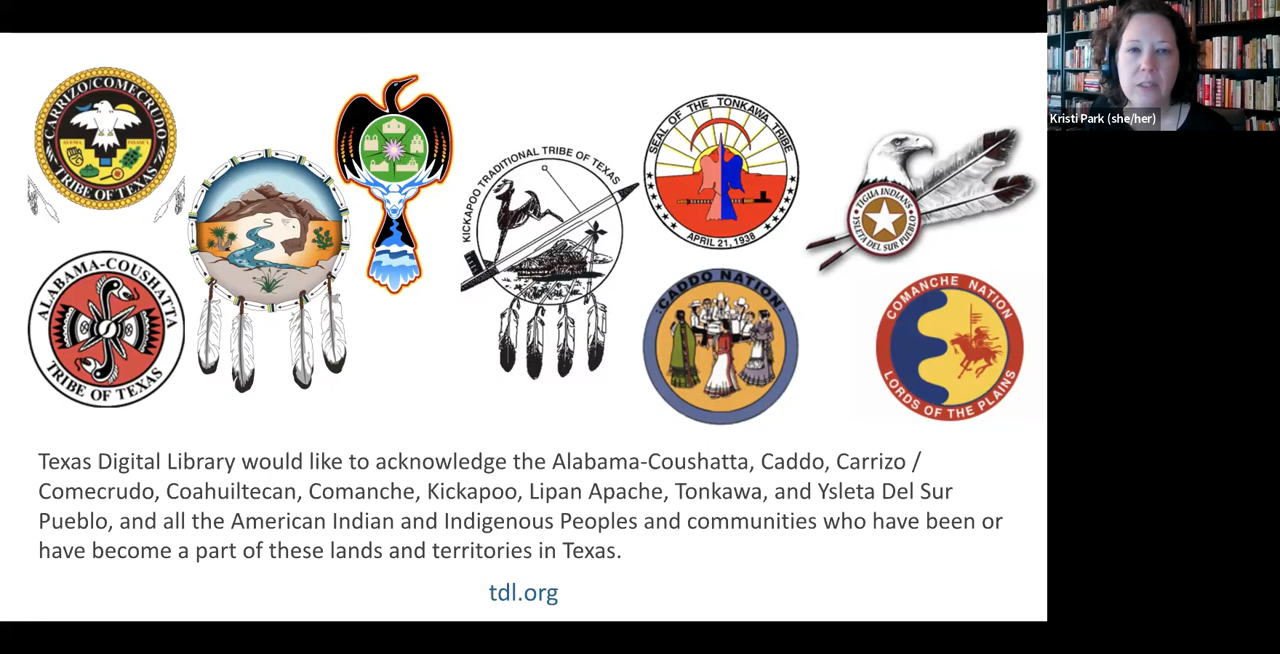 CARRIZO/COMECRUDO
TRIBE OF TEXAS
ALABAMA-COUSHATTA
TRIBE OF TEXAS
KICKAPOO TRADITIONAL TRIBE OF TEXAS
SEAL OF THE TONKAWA TRIBE
APRIL 21, 1938
CADDO NATION
TIGUA INDIANS
YSLETA DEL SUR PUEBLO
COMANCHE NATION
LORDS OF THE PLAINS
Kristi Park (she/her)
Texas Digital Library would like to acknowledge the Alabama-Coushatta, Caddo, Carrizo /
Comecrudo, Coahuiltecan, Comanche, Kickapoo, Lipan Apache, Tonkawa, and Ysleta Del Sur
Pueblo, and all the American Indian and Indigenous Peoples and communities who have been or
have become a part of these lands and territories in Texas.
tdl.org